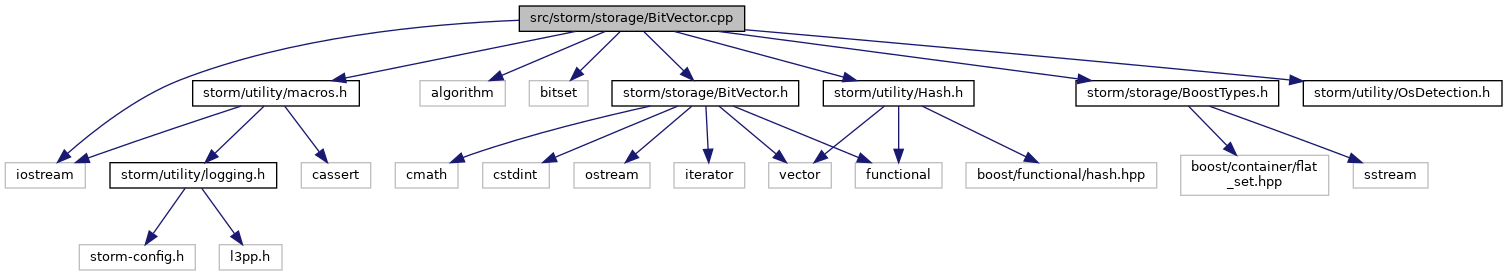 src/storm/storage/BitVector.cpp
storm/utility/macros.h
algorithm
bitset
storm/storage/BitVector.h
storm/utility/Hash.h
storm/storage/BoostTypes.h
storm/utility/OsDetection.h
iostream
storm/utility/logging.h
cassert
cmath
cstdint
ostream
iterator
vector
functional
boost/functional/hash.hpp
boost/container/flat
_set.hpp
sstream
storm-config.h
l3pp.h